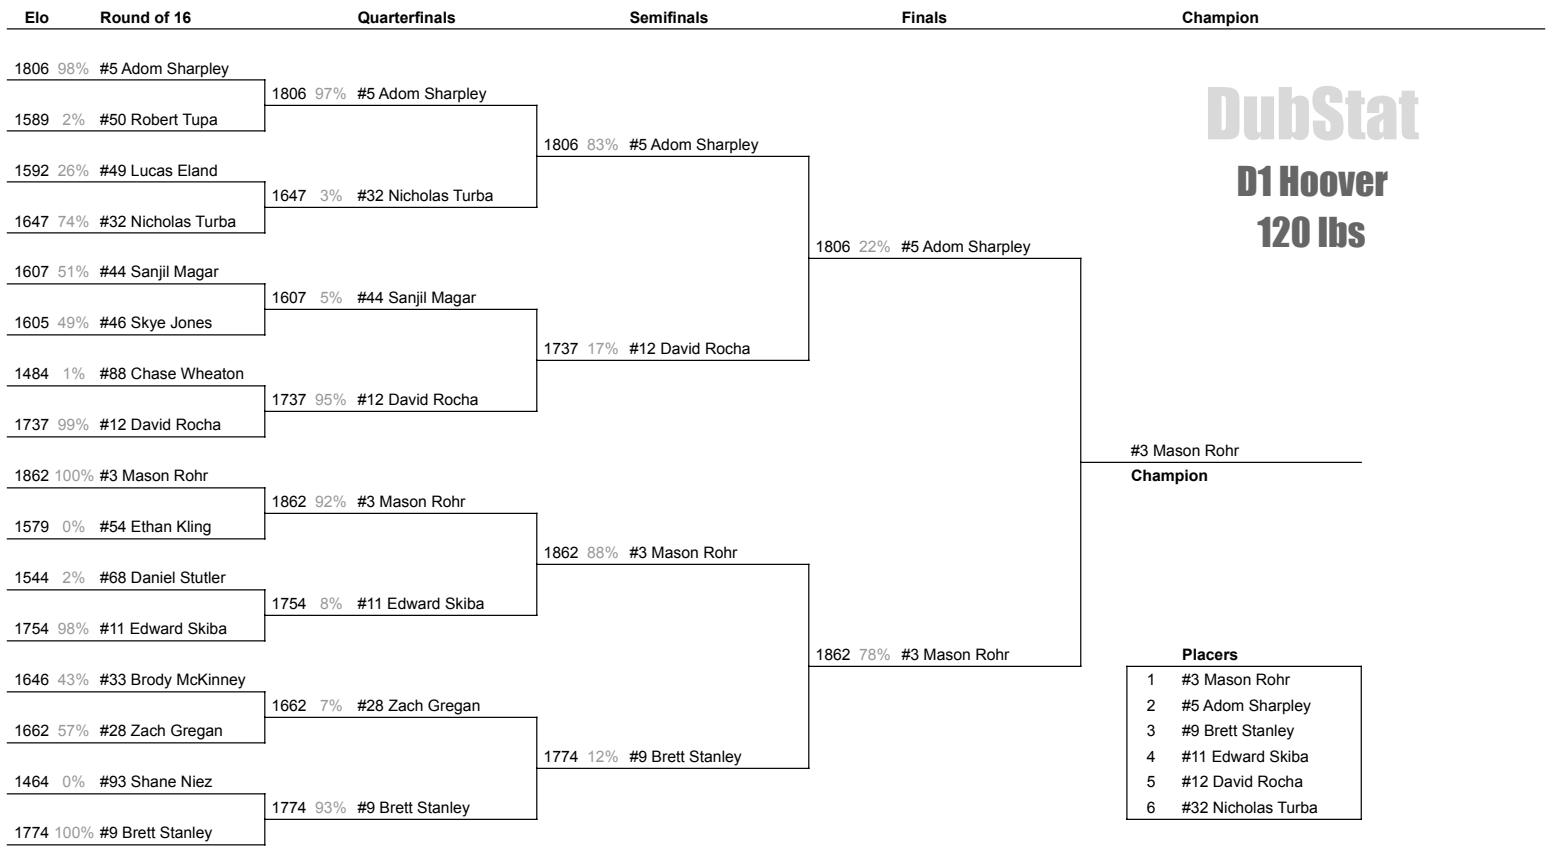 Elo Round of 16 Quarterfinals Semifinals Finals Champion
1806 98% #5 Adom Sharpley
1806 97% #5 Adom Sharpley
DubStat
1589 2% #50 Robert Tupa
1806 83% #5 Adom Sharpley
1592 26% #49 Lucas Eland
D1 Hoover
1647 3% #32 Nicholas Turba
1647 74% #32 Nicholas Turba
120 lbs
1806 22% #5 Adom Sharpley
1607 51% #44 Sanjil Magar
1607 5% #44 Sanjil Magar
1605 49% #46 Skye Jones
1737 17% #12 David Rocha
1484 1% #88 Chase Wheaton
1737 95% #12 David Rocha
1737 99% #12 David Rocha
#3 Mason Rohr
1862 100% #3 Mason Rohr
Champion
1862 92% #3 Mason Rohr
1579 0% #54 Ethan Kling
1862 88% #3 Mason Rohr
1544 2% #68 Daniel Stutler
1754 8% #11 Edward Skiba
1754 98% #11 Edward Skiba
1862 78% #3 Mason Rohr
Placers
1646 43% #33 Brody McKinney
1 #3 Mason Rohr
1662 7% #28 Zach Gregan
2 #5 Adom Sharpley
1662 57% #28 Zach Gregan
3 #9 Brett Stanley
1774 12% #9 Brett Stanley
4 #11 Edward Skiba
1464 0% #93 Shane Niez
5 #12 David Rocha
1774 93% #9 Brett Stanley
6 #32 Nicholas Turba
1774 100% #9 Brett Stanley